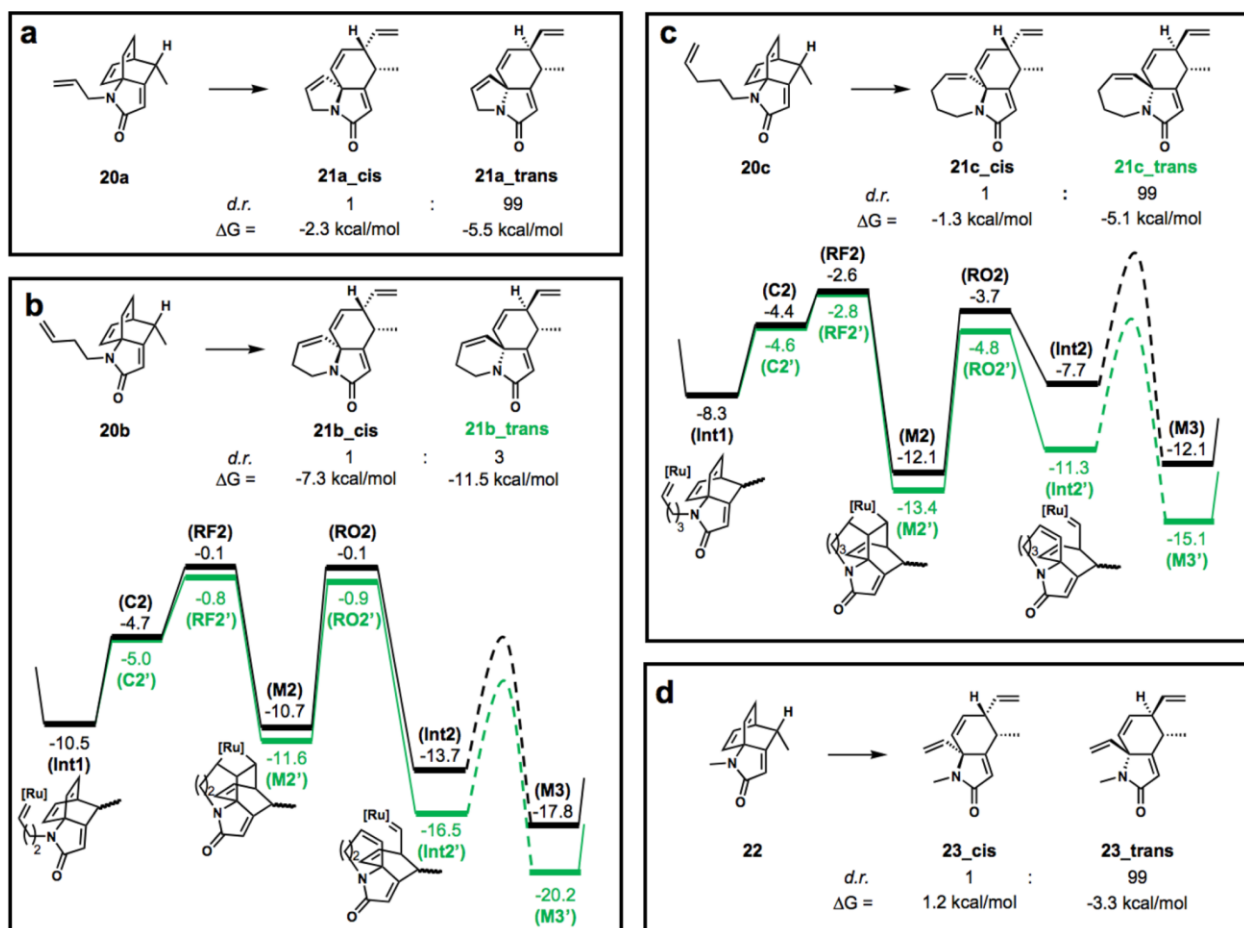 a
H
N
O
H
N
O
H
N
O
20a
21a_cis
21a_trans
d.r. 1 : 99
ΔG = -2.3 kcal/mol -5.5 kcal/mol
b
H
N
O
H
N
O
H
N
O
20b
21b_cis
21b_trans
d.r. 1 : 3
ΔG = -7.3 kcal/mol -11.5 kcal/mol
(RF2)
-0.1
(RO2)
-0.1
-0.8
(RF2')
-0.9
(RO2')
(C2)
-4.7
-5.0
(C2')
-10.5
(Int1)
(M2)
-10.7
-11.6
(M2')
(Int2)
-13.7
-16.5
(Int2')
(M3)
-17.8
-20.2
(M3')
[Ru]
2
N
O
[Ru]
2
N
O
[Ru]
2
N
O
c
H
N
O
H
N
O
H
N
O
20c
21c_cis
21c_trans
d.r. 1 : 99
ΔG = -1.3 kcal/mol -5.1 kcal/mol
(RF2)
-2.6
(C2)
-4.4
-2.8
(RF2')
-4.6
(C2')
(RO2)
-3.7
-4.8
(RO2')
(Int2)
-7.7
-8.3
(Int1)
(M2)
-12.1
-13.4
(M2')
-11.3
(Int2')
(M3)
-12.1
-15.1
(M3')
[Ru]
3
N
O
[Ru]
3
N
O
[Ru]
3
N
O
d
H
N
O
H
N
O
H
N
O
22
23_cis
23_trans
d.r. 1 : 99
ΔG = 1.2 kcal/mol -3.3 kcal/mol